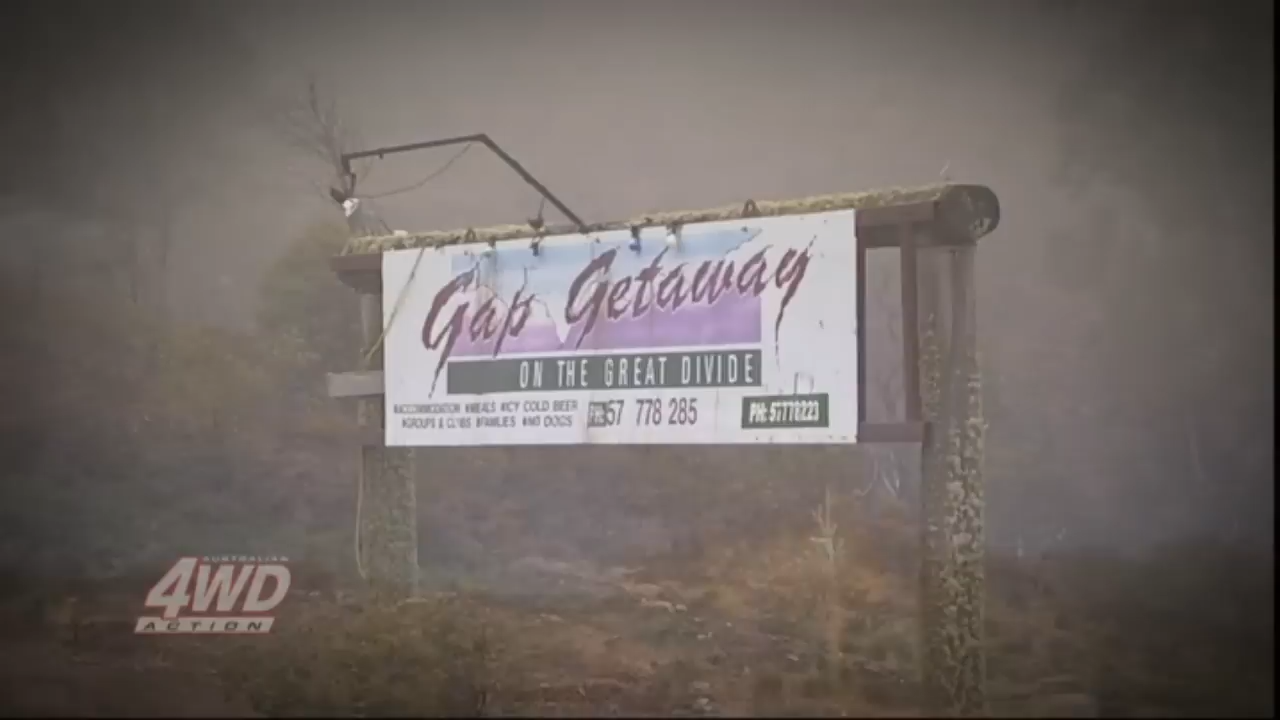 Gap Getaway
ON THE GREAT DIVIDE
#ACCOMMODATION #MEALS #ICY COLD BEER
57 778 285
#GROUPS & CLUBS #FAMILIES #NO DOGS
PH:
AUSTRALIAN
4WD
ACTION